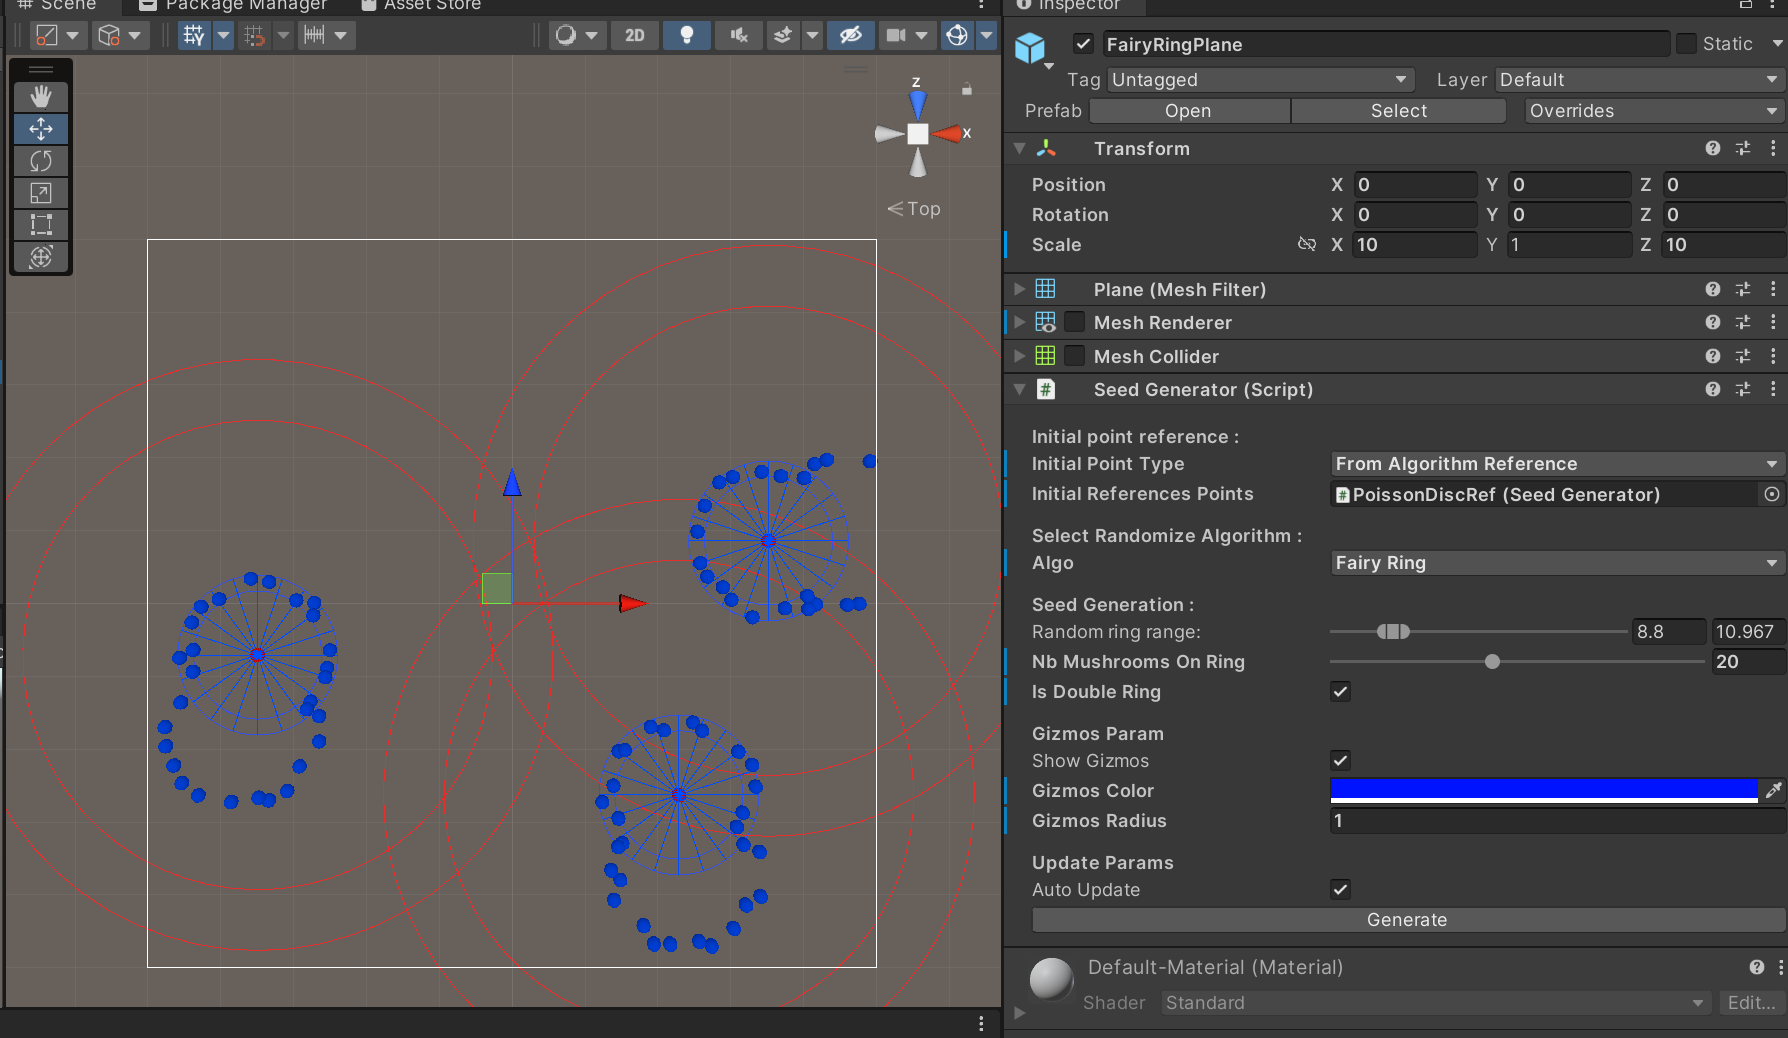 Scene
Package Manager
Asset Store
Inspector
2D
FairyRingPlane
Static
Tag Untagged
Layer Default
Prefab Open Select Overrides
z
x
Top
Transform
Position X 0 Y 0 Z 0
Rotation X 0 Y 0 Z 0
Scale X 10 Y 1 Z 10
Plane (Mesh Filter)
Mesh Renderer
Mesh Collider
# Seed Generator (Script)
Initial point reference :
Initial Point Type From Algorithm Reference
Initial References Points #PoissonDiscRef (Seed Generator)
Select Randomize Algorithm :
Algo Fairy Ring
Seed Generation :
Random ring range: 8.8 10.967
Nb Mushrooms On Ring 20
Is Double Ring
Gizmos Param
Show Gizmos
Gizmos Color
Gizmos Radius 1
Update Params
Auto Update
Generate
Default-Material (Material)
Shader Standard Edit...